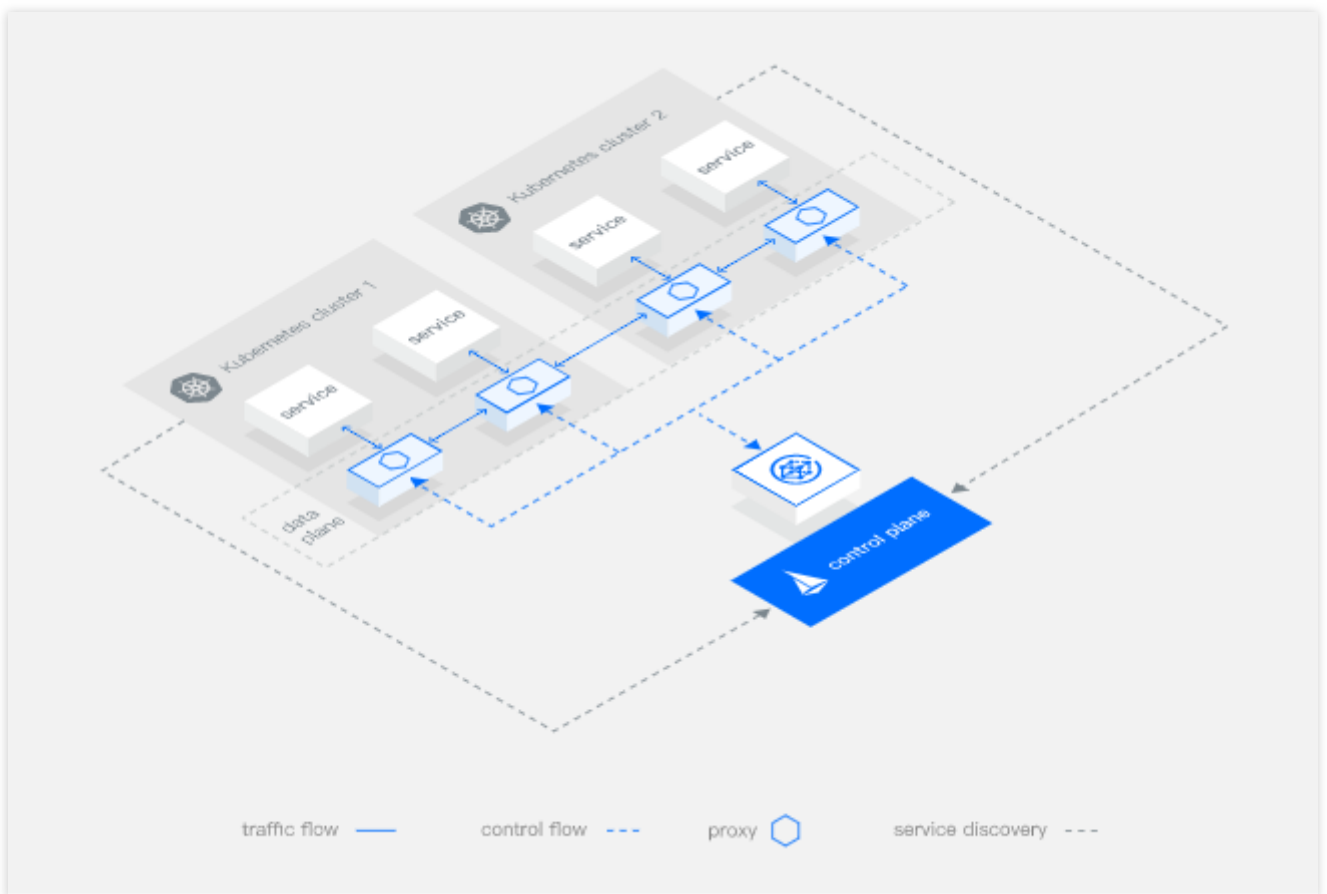 Kubernetes cluster 2
service
service
Kubernetes cluster 1
service
service
data
plane
control plane
traffic flow
control flow
proxy
service discovery